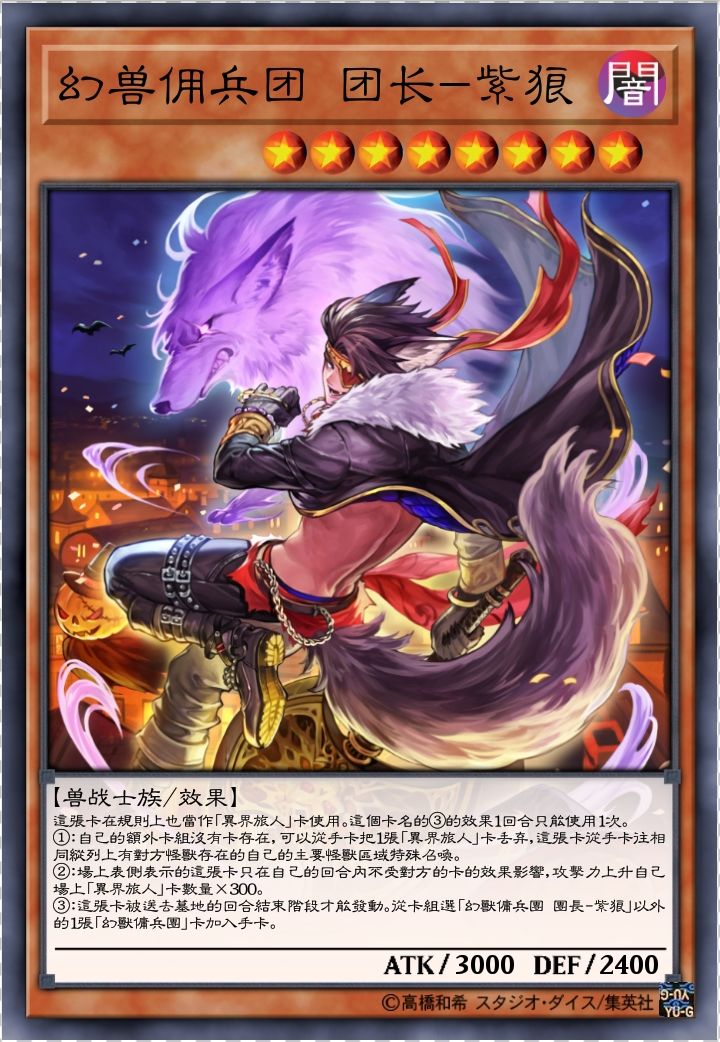 幻兽佣兵团 团长-紫狼
闇
【兽战士族/效果】
這張卡在規則上也當作「異界旅人」卡使用。這個卡名的③的效果1回合只能使用1次。
①：自己的額外卡組沒有卡存在，可以從手卡把1張「異界旅人」卡丟弃，這張卡從手卡往相
同縱列上有對方怪獸存在的自己的主要怪獸區域特殊召喚。
②：場上表側表示的這張卡只在自己的回合內不受對方的卡的效果影響，攻擊力上升自己
場上「異界旅人」卡數量×300。
③：這張卡被送去墓地的回合結束階段才能發動。從卡組選「幻獸傭兵團 團長-紫狼」以外
的1張「幻獸傭兵團」卡加入手卡。
ATK/3000 DEF/2400
©高橋和希 スタジオ・ダイス/集英社
YU-G
YU-G